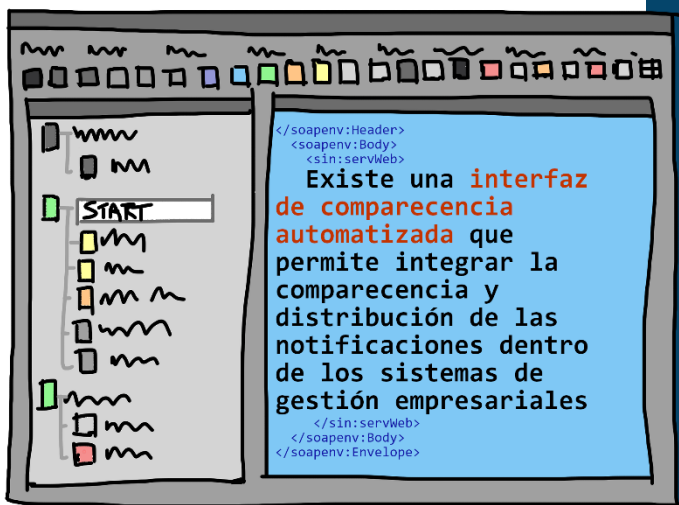 START
</soapenv:Header>
<soapenv:Body>
<sin:servWeb>
Existe una interfaz
de comparecencia
automatizada que
permite integrar la
comparecencia y
distribución de las
notificaciones dentro
de los sistemas de
gestión empresariales
</sin:servWeb>
</soapenv:Body>
</soapenv:Envelope>